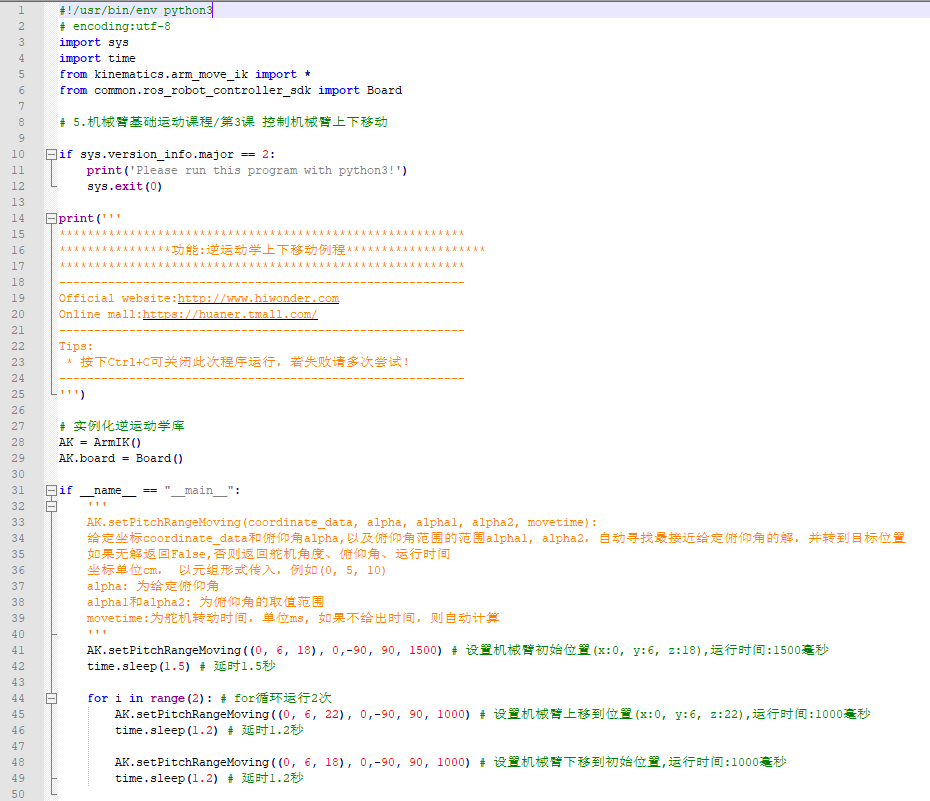 1 #!/usr/bin/env python3
2 # encoding:utf-8
3 import sys
4 import time
5 from kinematics.arm_move_ik import *
6 from common.ros_robot_controller_sdk import Board
7
8 # 5.机械臂基础运动课程/第3课 控制机械臂上下移动
9
10 if sys.version_info.major == 2:
11 print('Please run this program with python3!')
12 sys.exit(0)
13
14 print('''
15 **********************************************************
16 ****************功能:逆运动学上下移动例程********************
17 **********************************************************
18 ----------------------------------------------------------
19 Official website:http://www.hiwonder.com
20 Online mall:https://huaner.tmall.com/
21 ----------------------------------------------------------
22 Tips:
23 * 按下Ctrl+C可关闭此次程序运行，若失败请多次尝试！
24 ----------------------------------------------------------
25 ''')
26
27 # 实例化逆运动学库
28 AK = ArmIK()
29 AK.board = Board()
30
31 if __name__ == "__main__":
32 '''
33 AK.setPitchRangeMoving(coordinate_data, alpha, alpha1, alpha2, movetime):
34 给定坐标coordinate_data和俯仰角alpha,以及俯仰角范围的范围alpha1, alpha2，自动寻找最接近给定俯仰角的解，并转到目标位置
35 如果无解返回False,否则返回舵机角度、俯仰角、运行时间
36 坐标单位cm， 以元组形式传入，例如(0, 5, 10)
37 alpha: 为给定俯仰角
38 alpha1和alpha2: 为俯仰角的取值范围
39 movetime:为舵机转动时间，单位ms, 如果不给出时间，则自动计算
40 '''
41 AK.setPitchRangeMoving((0, 6, 18), 0,-90, 90, 1500) # 设置机械臂初始位置(x:0, y:6, z:18),运行时间:1500毫秒
42 time.sleep(1.5) # 延时1.5秒
43
44 for i in range(2): # for循环运行2次
45 AK.setPitchRangeMoving((0, 6, 22), 0,-90, 90, 1000) # 设置机械臂上移到位置(x:0, y:6, z:22),运行时间:1000毫秒
46 time.sleep(1.2) # 延时1.2秒
47
48 AK.setPitchRangeMoving((0, 6, 18), 0,-90, 90, 1000) # 设置机械臂下移到初始位置,运行时间:1000毫秒
49 time.sleep(1.2) # 延时1.2秒
50